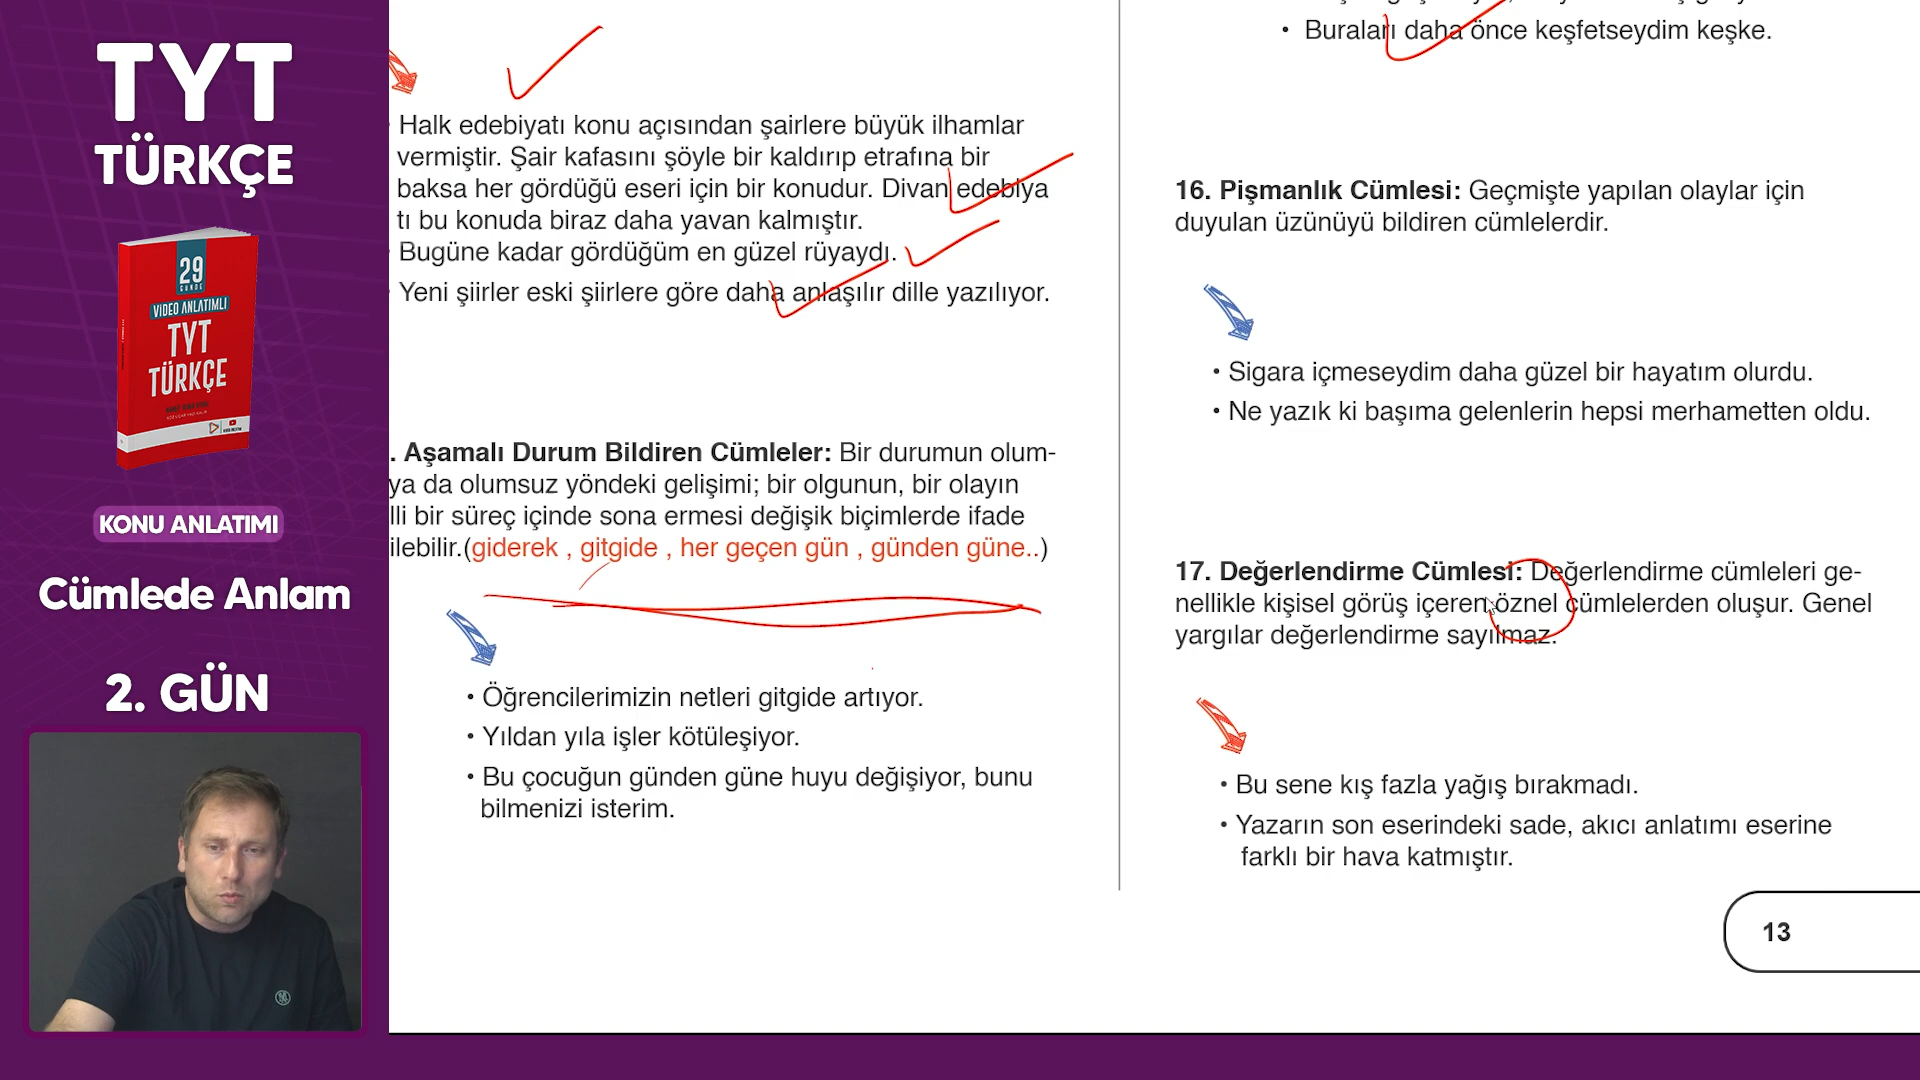 TYT
TÜRKÇE
29
GÜNDE
VİDEO ANLATIMLI
TYT
TÜRKÇE
KONU ANLATIMI
Cümlede Anlam
2. GÜN
Halk edebiyatı konu açısından şairlere büyük ilhamlar
vermiştir. Şair kafasını şöyle bir kaldırıp etrafına bir
baksa her gördüğü eseri için bir konudur. Divan edebiya
tı bu konuda biraz daha yavan kalmıştır.
Bugüne kadar gördüğüm en güzel rüyaydı.
Yeni şiirler eski şiirlere göre daha anlaşılır dille yazılıyor.
. Aşamalı Durum Bildiren Cümleler: Bir durumun olum-
ya da olumsuz yöndeki gelişimi; bir olgunun, bir olayın
lli bir süreç içinde sona ermesi değişik biçimlerde ifade
ilebilir.(giderek , gitgide , her geçen gün , günden güne..)
• Öğrencilerimizin netleri gitgide artıyor.
• Yıldan yıla işler kötüleşiyor.
• Bu çocuğun günden güne huyu değişiyor, bunu
bilmenizi isterim.
• Buraları daha önce keşfetseydim keşke.
16. Pişmanlık Cümlesi: Geçmişte yapılan olaylar için
duyulan üzünüyü bildiren cümlelerdir.
• Sigara içmeseydim daha güzel bir hayatım olurdu.
• Ne yazık ki başıma gelenlerin hepsi merhametten oldu.
17. Değerlendirme Cümlesi: Değerlendirme cümleleri ge-
nellikle kişisel görüş içeren öznel cümlelerden oluşur. Genel
yargılar değerlendirme sayılmaz.
• Bu sene kış fazla yağış bırakmadı.
• Yazarın son eserindeki sade, akıcı anlatımı eserine
farklı bir hava katmıştır.
13